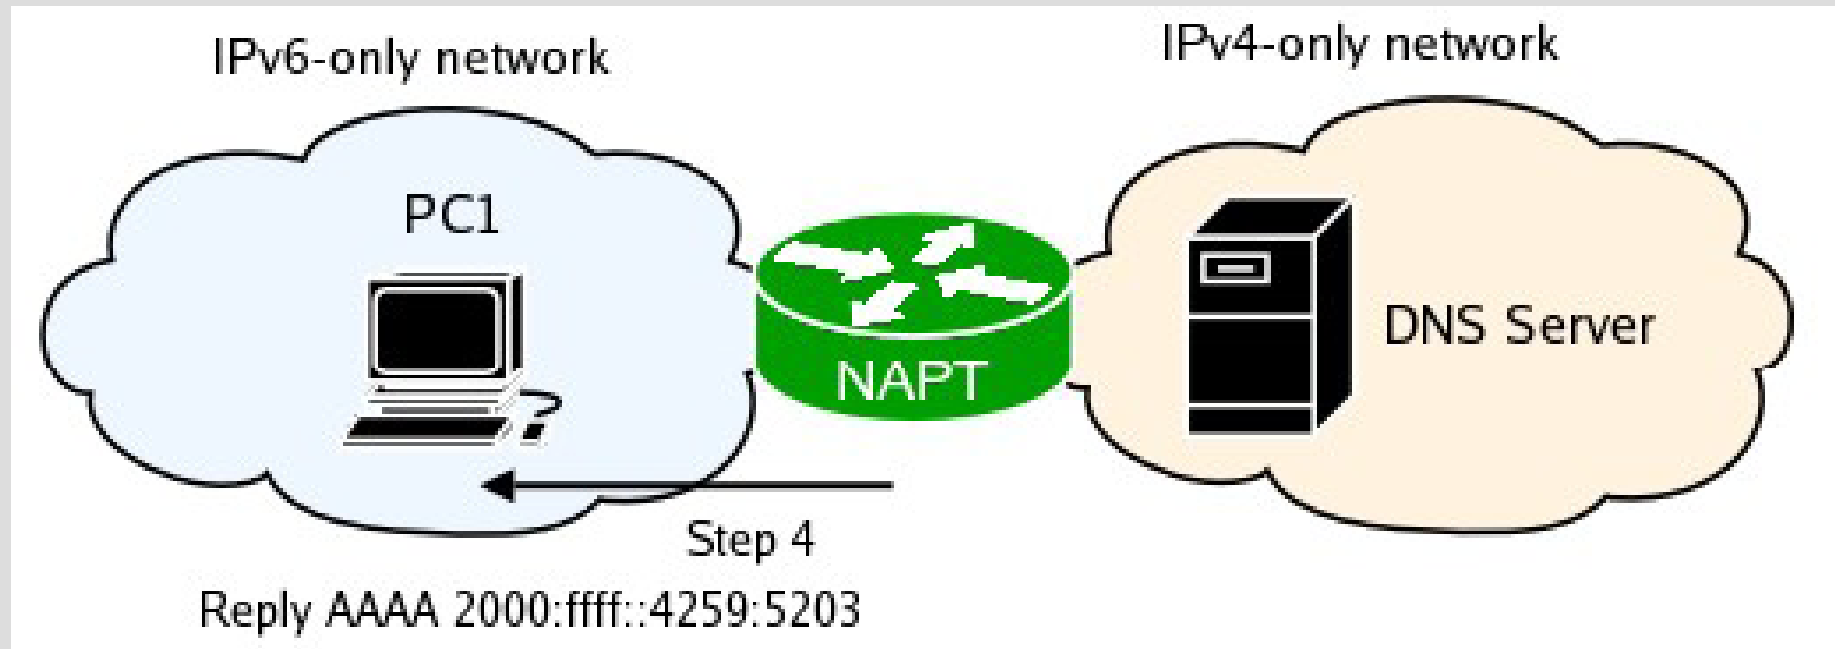 IPv6-only network
IPv4-only network
PC1
NAPT
DNS Server
Step 4
Reply AAAA 2000:ffff::4259:5203